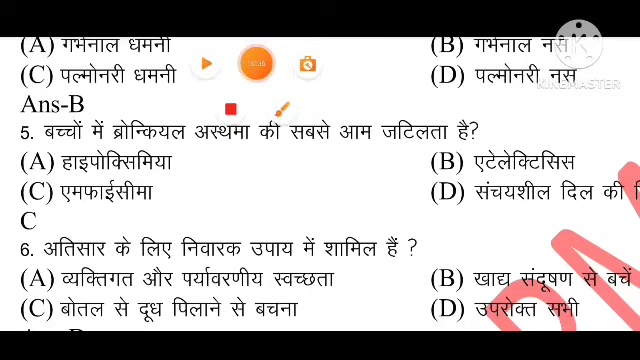 (A) गर्भनाल धमनी (B) गर्भनाल नस
(C) पल्मोनरी धमनी (D) पल्मोनरी नस
KINEMASTER
Ans-B
5. बच्चों में ब्रोन्कियल अस्थमा की सबसे आम जटिलता है?
(A) हाइपोक्सिमिया (B) एटेलेक्टिसिस
(C) एमफाईसीमा (D) संचयशील दिल की
C
6. अतिसार के लिए निवारक उपाय में शामिल हैं ?
(A) व्यक्तिगत और पर्यावरणीय स्वच्छता (B) खाद्य संदूषण से बचें
(C) बोतल से दूध पिलाने से बचना (D) उपरोक्त सभी